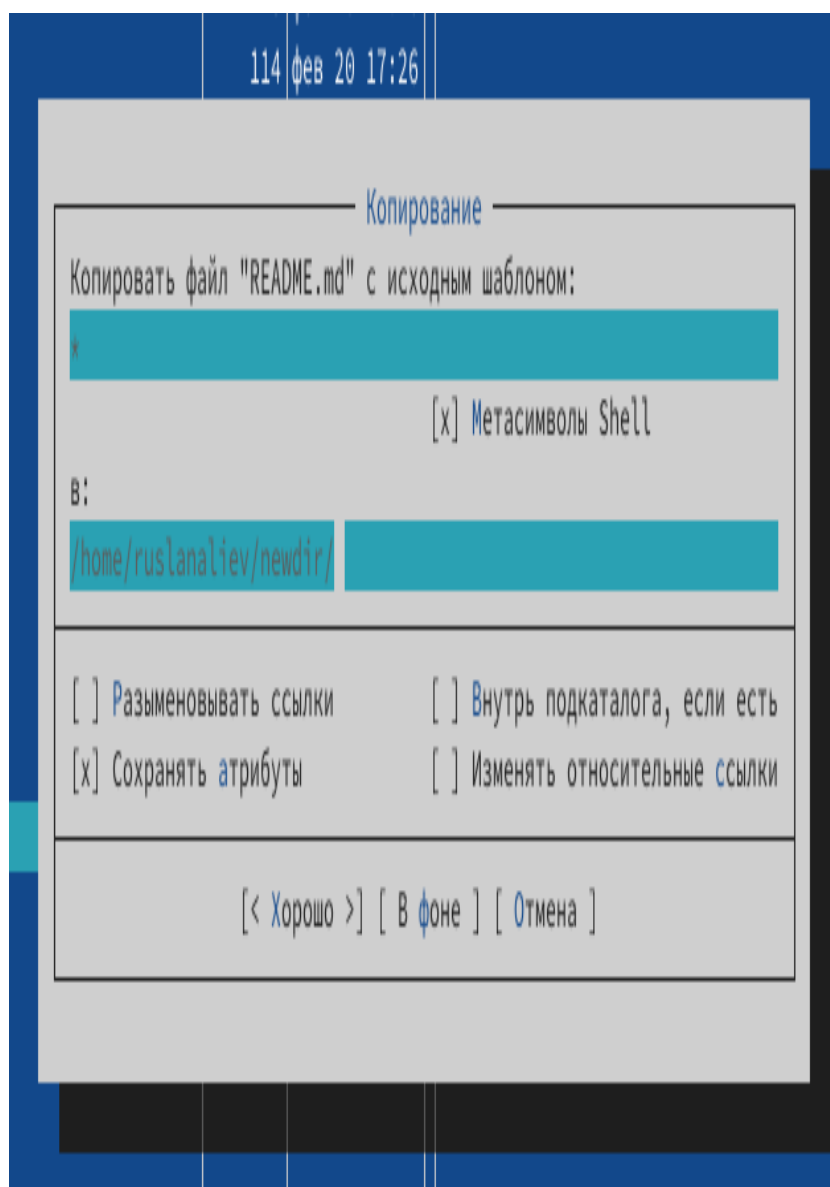 114 фев 20 17:26
Копирование
Копировать файл "README.md" с исходным шаблоном:
*
[x] Метасимволы Shell
в:
/home/ruslanaliev/newdir/
[ ] Разыменовывать ссылки [ ] Внутрь подкаталога, если есть
[x] Сохранять атрибуты [ ] Изменять относительные ссылки
[< Хорошо >] [ В фоне ] [ Отмена ]